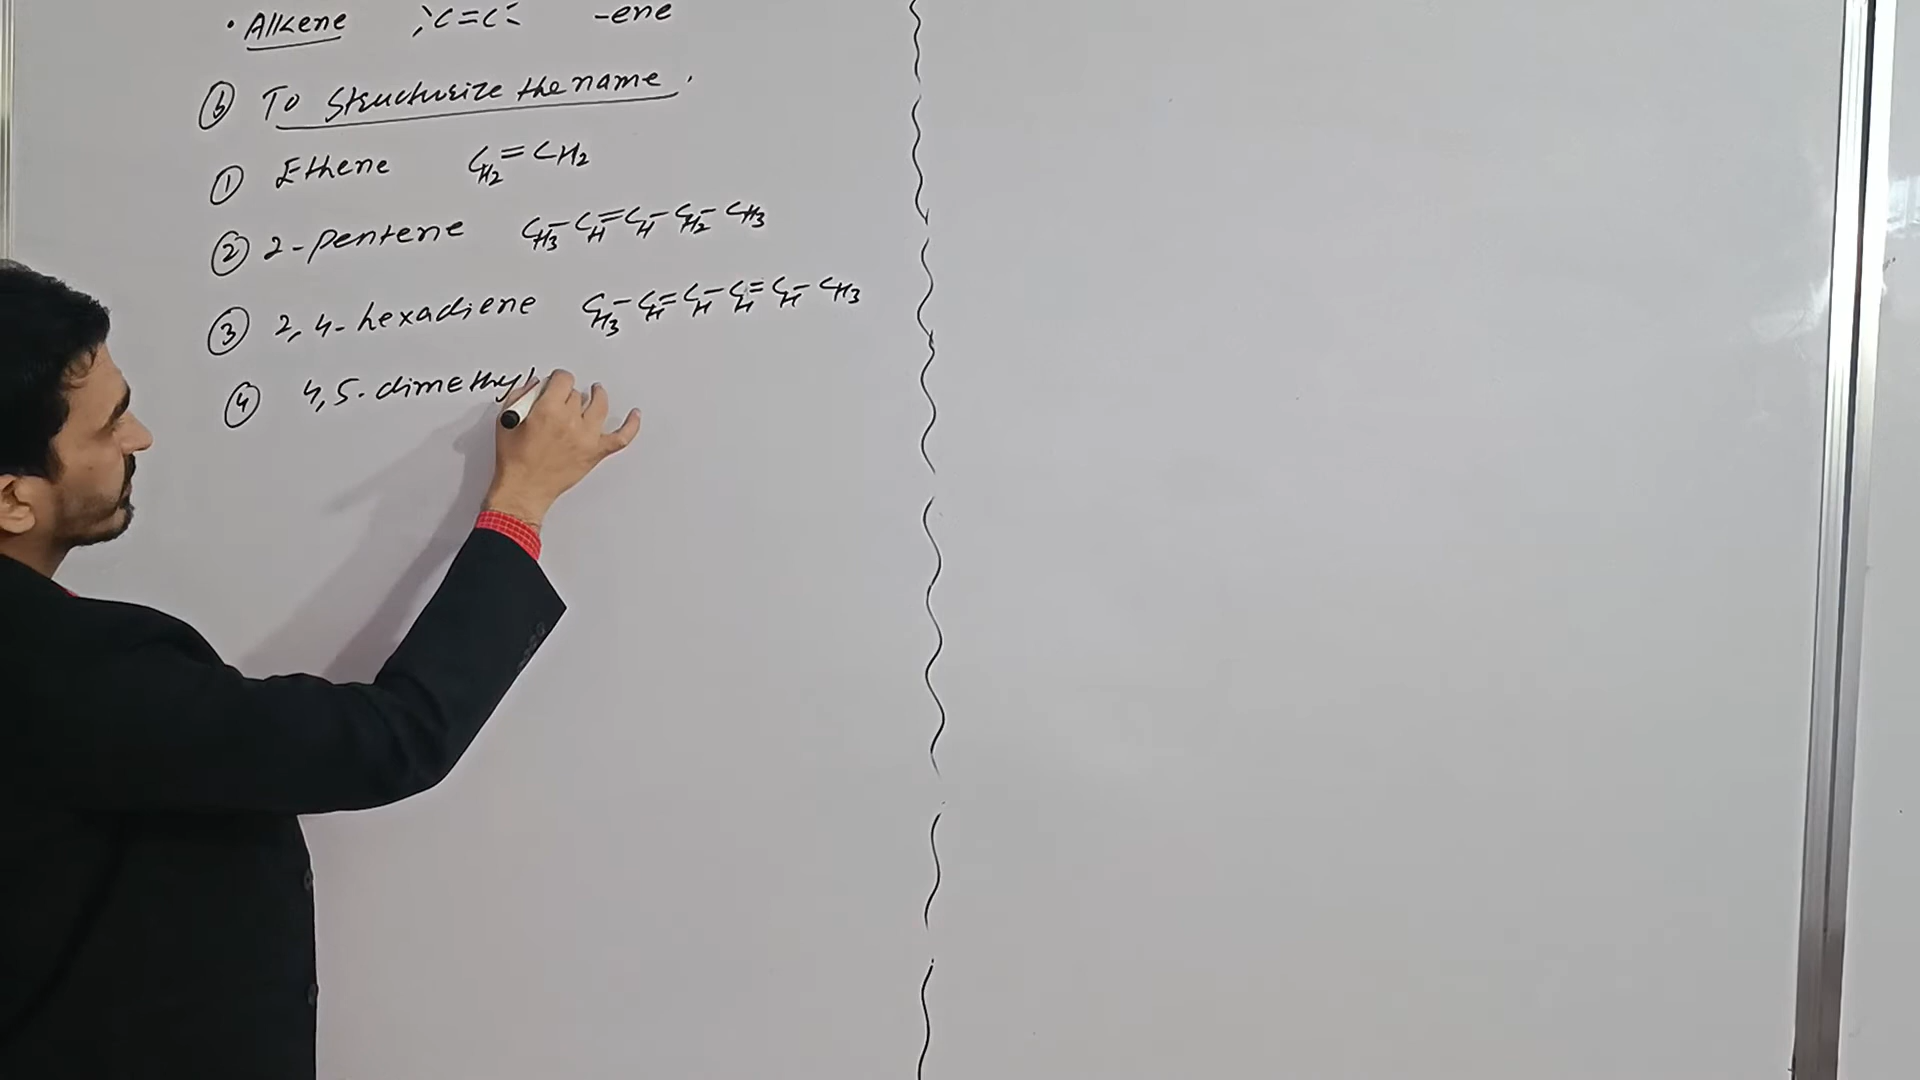 • Alkene >C=C< -ene
(b) To Structurize the name.
① Ethene CH2=CH2
② 2-pentene CH3-CH=CH-CH2-CH3
③ 2,4-hexadiene CH3-CH=CH-CH=CH-CH3
④ 4,5-dimethyl